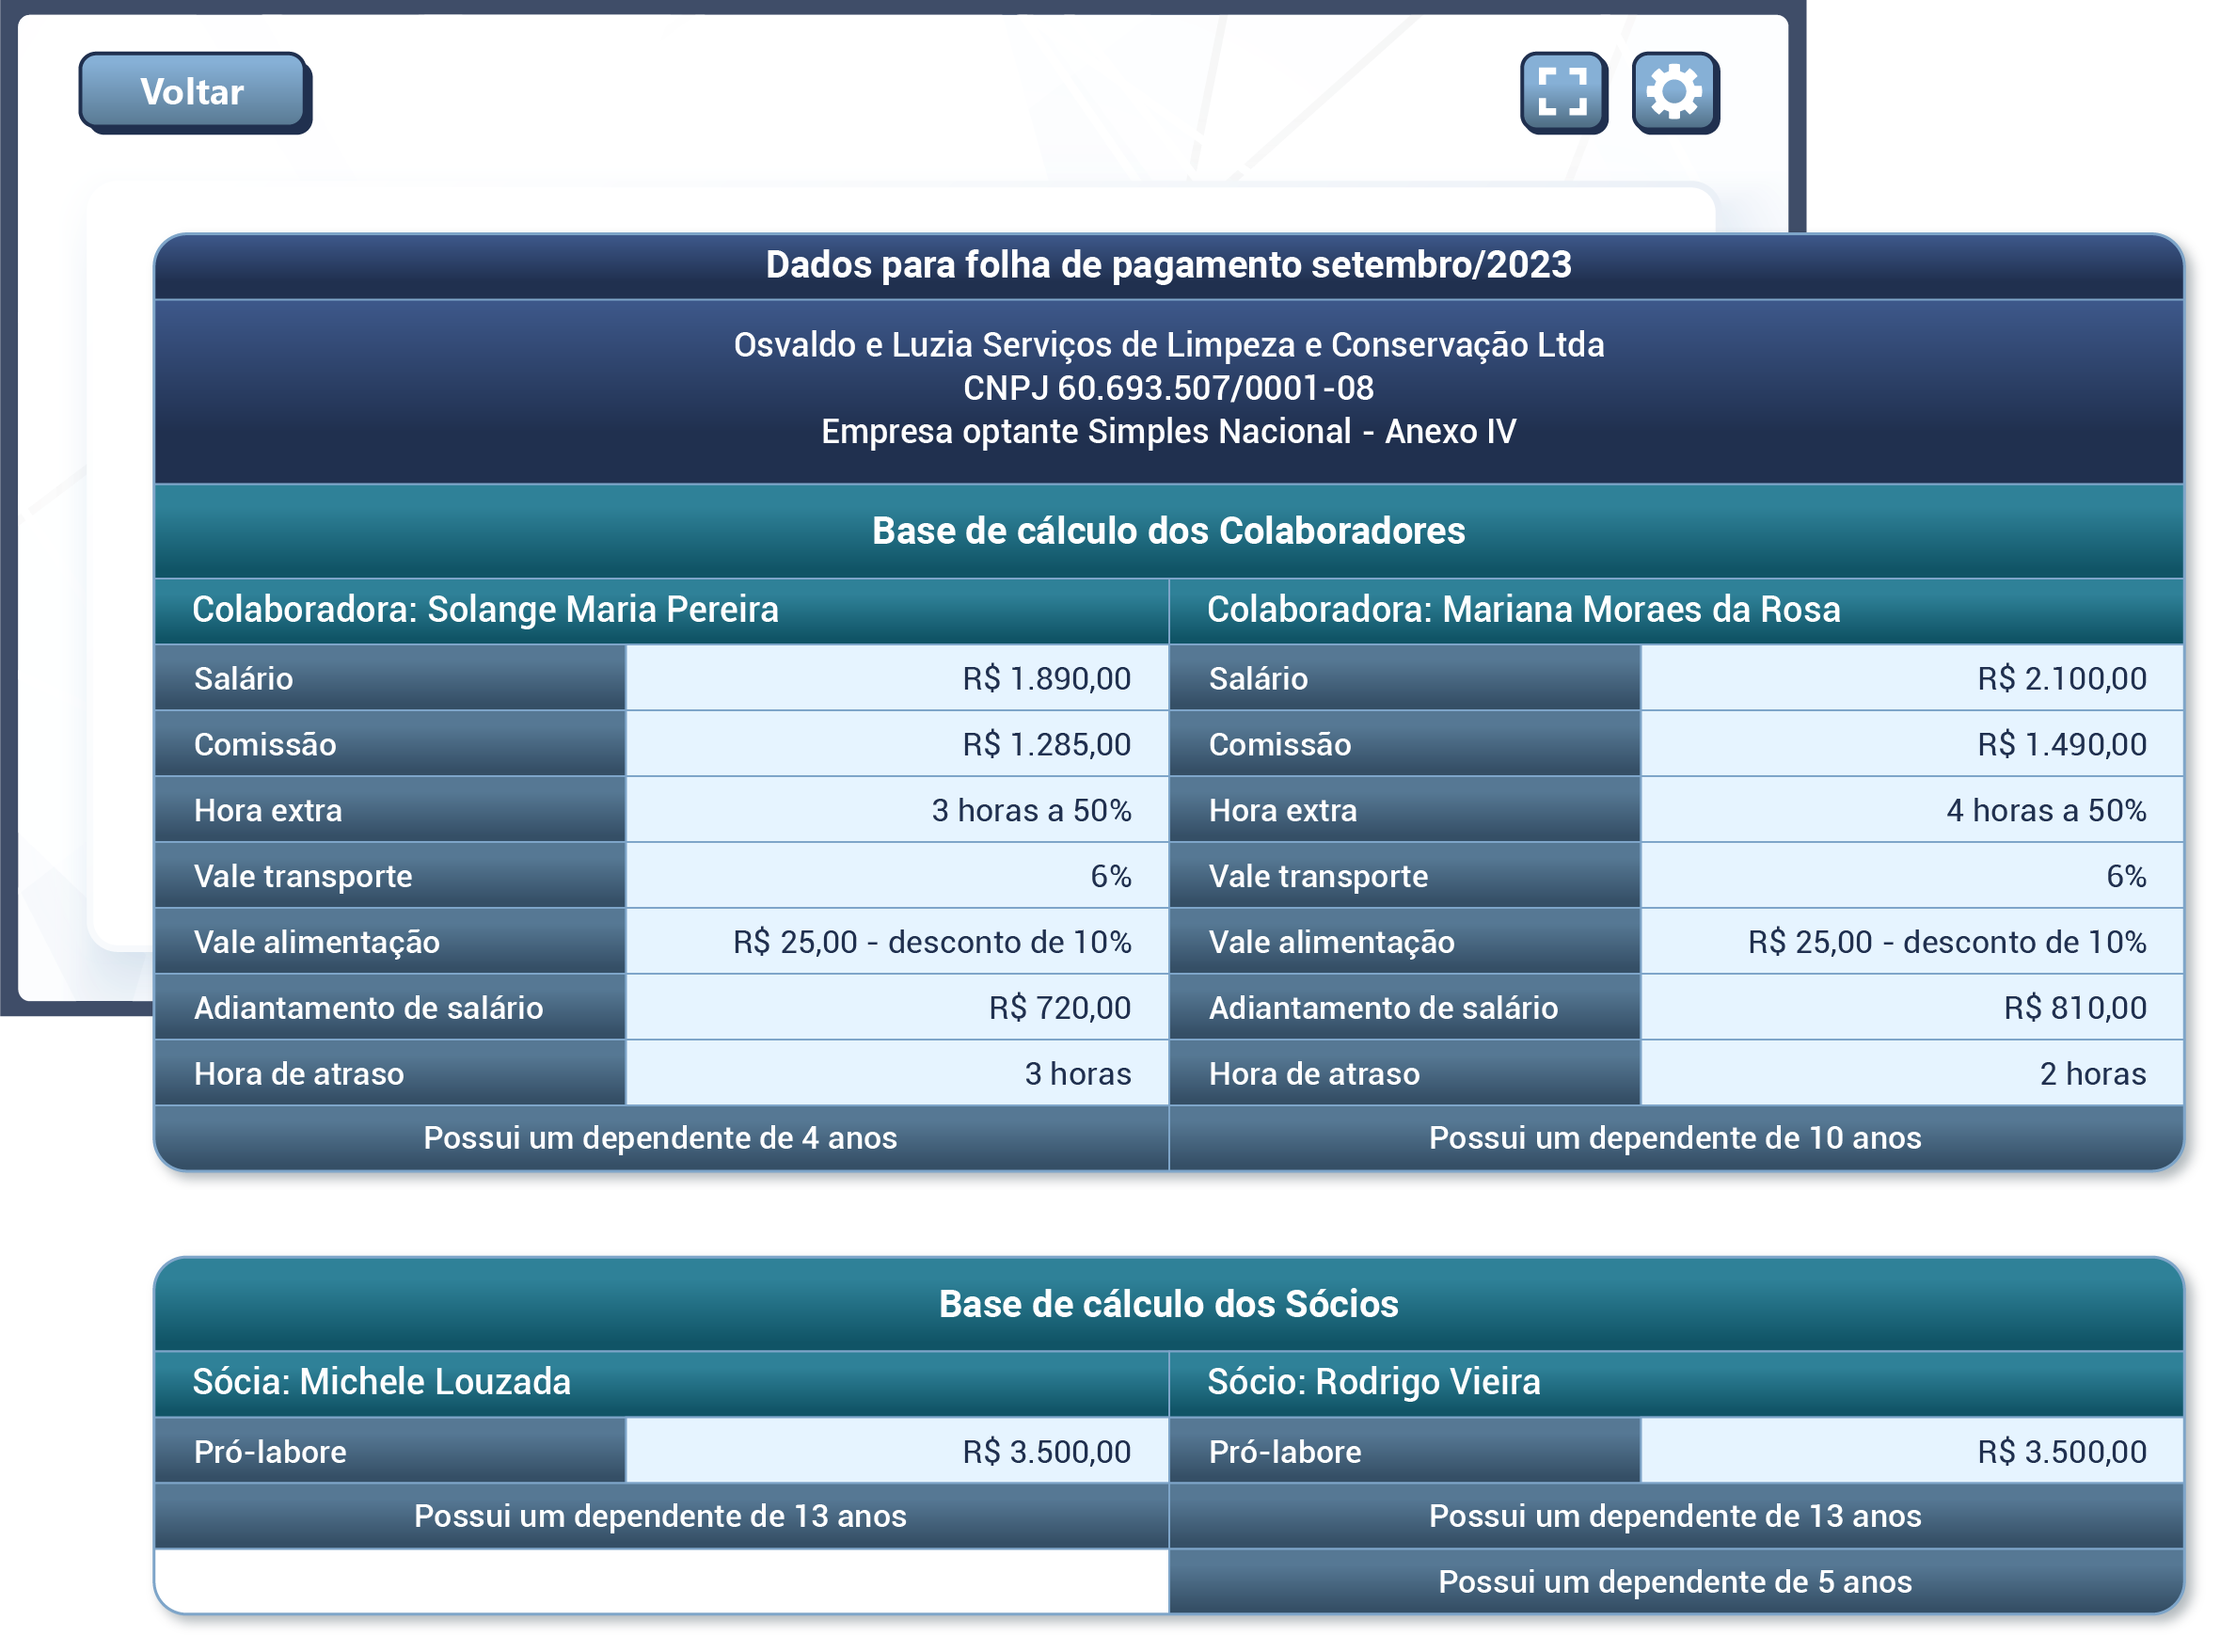 Voltar
Dados para folha de pagamento setembro/2023
Osvaldo e Luzia Serviços de Limpeza e Conservação Ltda
CNPJ 60.693.507/0001-08
Empresa optante Simples Nacional - Anexo IV
Base de cálculo dos Colaboradores
Colaboradora: Solange Maria Pereira Colaboradora: Mariana Moraes da Rosa
Salário R$ 1.890,00 Salário R$ 2.100,00
Comissão R$ 1.285,00 Comissão R$ 1.490,00
Hora extra 3 horas a 50% Hora extra 4 horas a 50%
Vale transporte 6% Vale transporte 6%
Vale alimentação R$ 25,00 - desconto de 10% Vale alimentação R$ 25,00 - desconto de 10%
Adiantamento de salário R$ 720,00 Adiantamento de salário R$ 810,00
Hora de atraso 3 horas Hora de atraso 2 horas
Possui um dependente de 4 anos Possui um dependente de 10 anos
Base de cálculo dos Sócios
Sócia: Michele Louzada Sócio: Rodrigo Vieira
Pró-labore R$ 3.500,00 Pró-labore R$ 3.500,00
Possui um dependente de 13 anos Possui um dependente de 13 anos
Possui um dependente de 5 anos